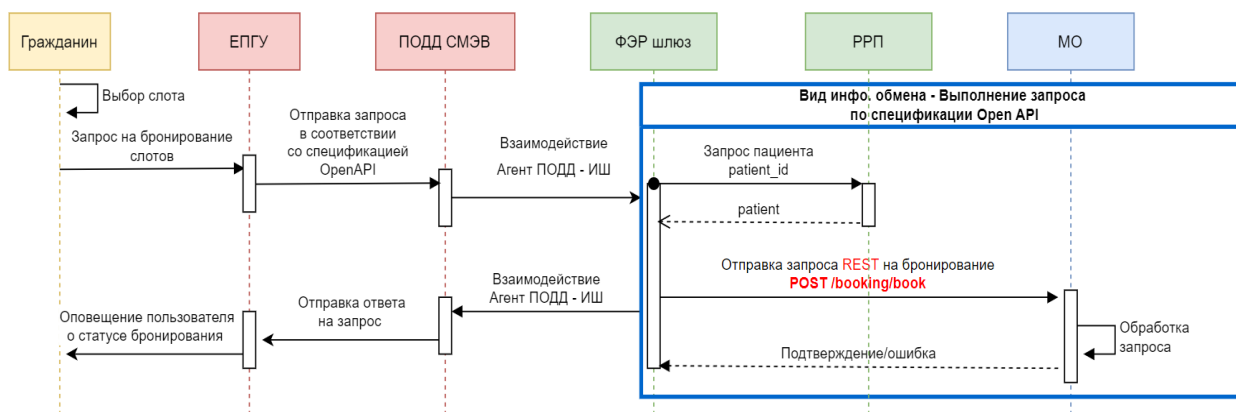 Гражданин
ЕПГУ
ПОДД СМЭВ
ФЭР шлюз
РРП
МО
Выбор слота
Вид инфо. обмена - Выполнение запроса
по спецификации Open API
Запрос на бронирование
слотов
Отправка запроса
в соответствии
со спецификацией
OpenAPI
Взаимодействие
Агент ПОДД - ИШ
Запрос пациента
patient_id
patient
Отправка запроса REST на бронирование
POST /booking/book
Взаимодействие
Агент ПОДД - ИШ
Отправка ответа
на запрос
Оповещение пользователя
о статусе бронирования
Обработка
запроса
Подтверждение/ошибка